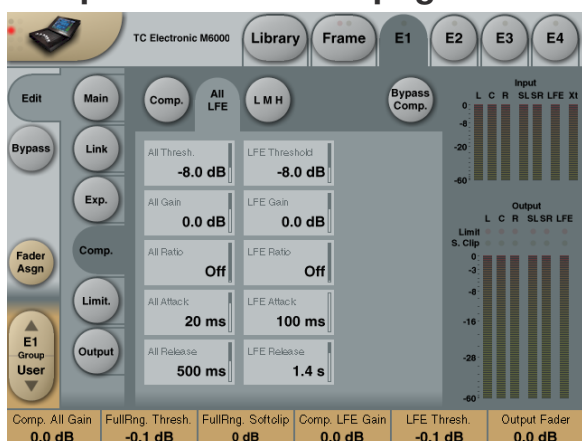 TC Electronic M6000
Library
Frame
E1
E2
E3
E4
Edit
Main
Comp.
All
LFE
L M H
Bypass
Comp.
Input
L C R SL SR LFE Xt
0
-8
-20
-60
Bypass
Link
All Thresh.
-8.0 dB
LFE Threshold
-8.0 dB
Exp.
All Gain
0.0 dB
LFE Gain
0.0 dB
Output
L C R SL SR LFE
Limit
S. Clip
0
-3
-8
-16
-28
-60
Fader
Asgn
Comp.
All Ratio
Off
LFE Ratio
Off
Limit.
All Attack
20 ms
LFE Attack
100 ms
E1
Group
User
Output
All Release
500 ms
LFE Release
1.4 s
Comp. All Gain
0.0 dB
FullRng. Thresh.
-0.1 dB
FullRng. Softclip
0 dB
Comp. LFE Gain
0.0 dB
LFE Thresh.
-0.1 dB
Output Fader
0.0 dB